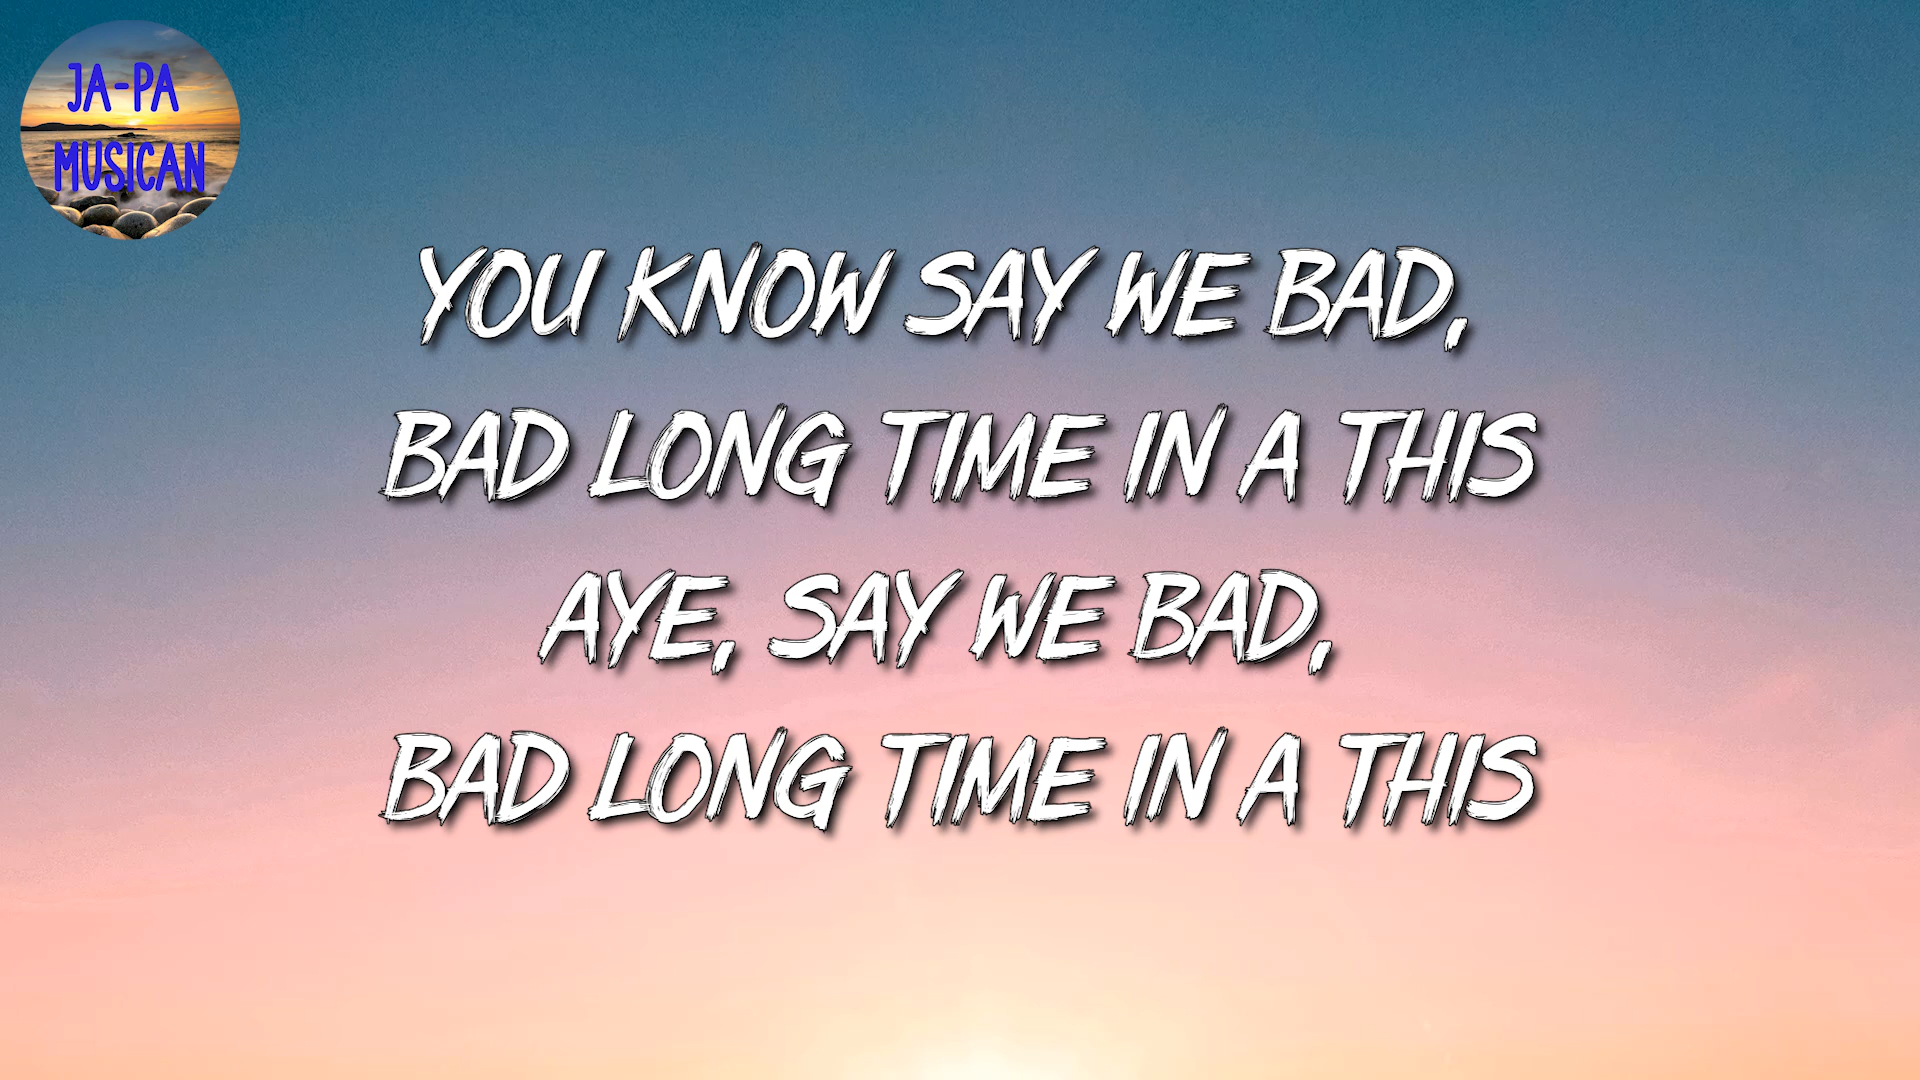 JA-PA
MUSICAN
YOU KNOW SAY WE BAD,
BAD LONG TIME IN A THIS
AYE, SAY WE BAD,
BAD LONG TIME IN A THIS